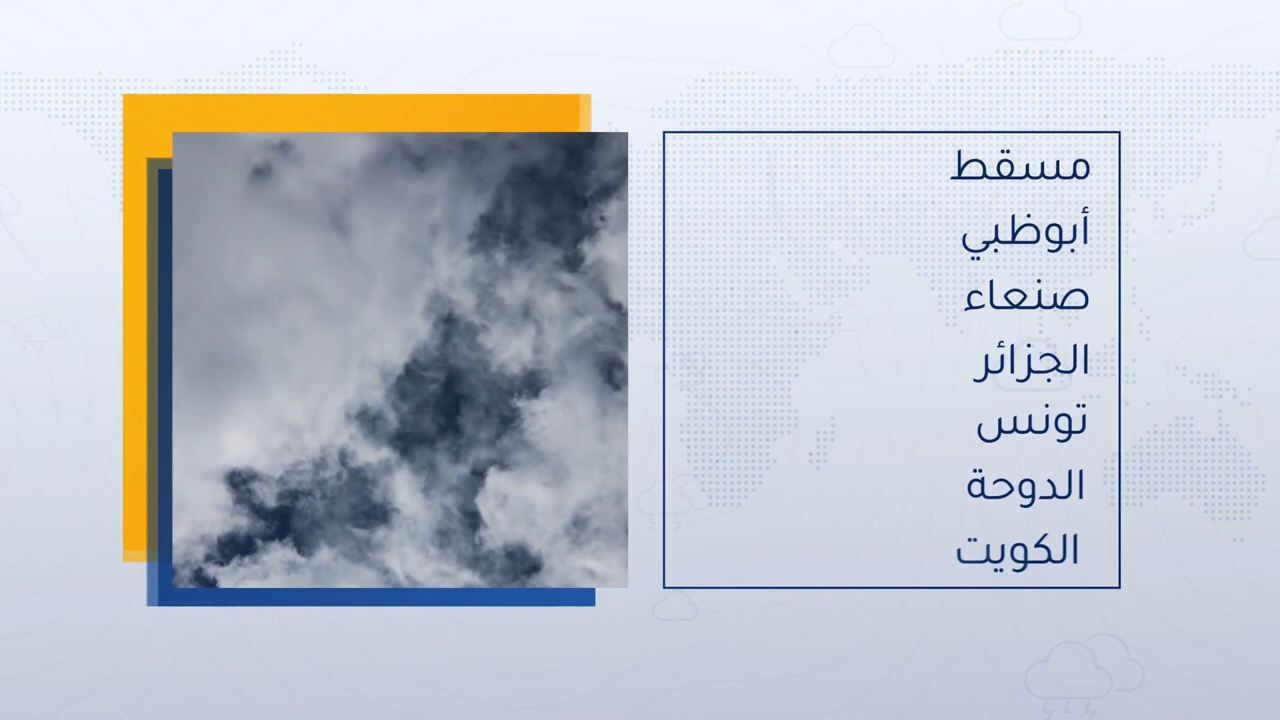 مسقط
أبوظبي
صنعاء
الجزائر
تونس
الدوحة
الكويت